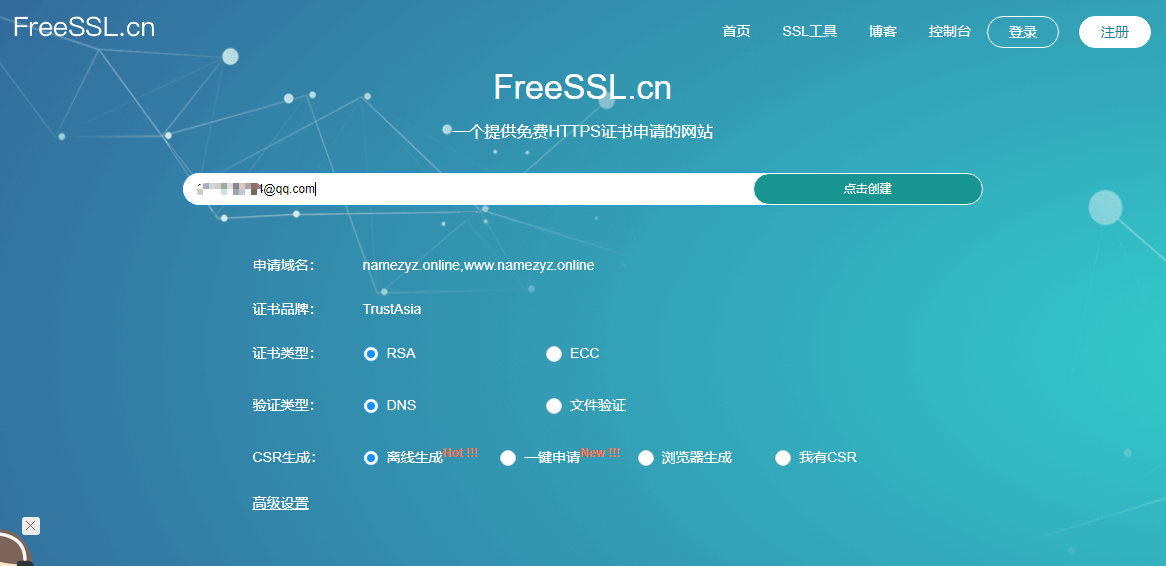 FreeSSL.cn
首页 SSL工具 博客 控制台 登录 注册
FreeSSL.cn
一个提供免费HTTPS证书申请的网站
4@qq.com 点击创建
申请域名： namezyz.online,www.namezyz.online
证书品牌： TrustAsia
证书类型： RSA ECC
验证类型： DNS 文件验证
CSR生成： 离线生成Hot !!! 一键申请New !!! 浏览器生成 我有CSR
高级设置